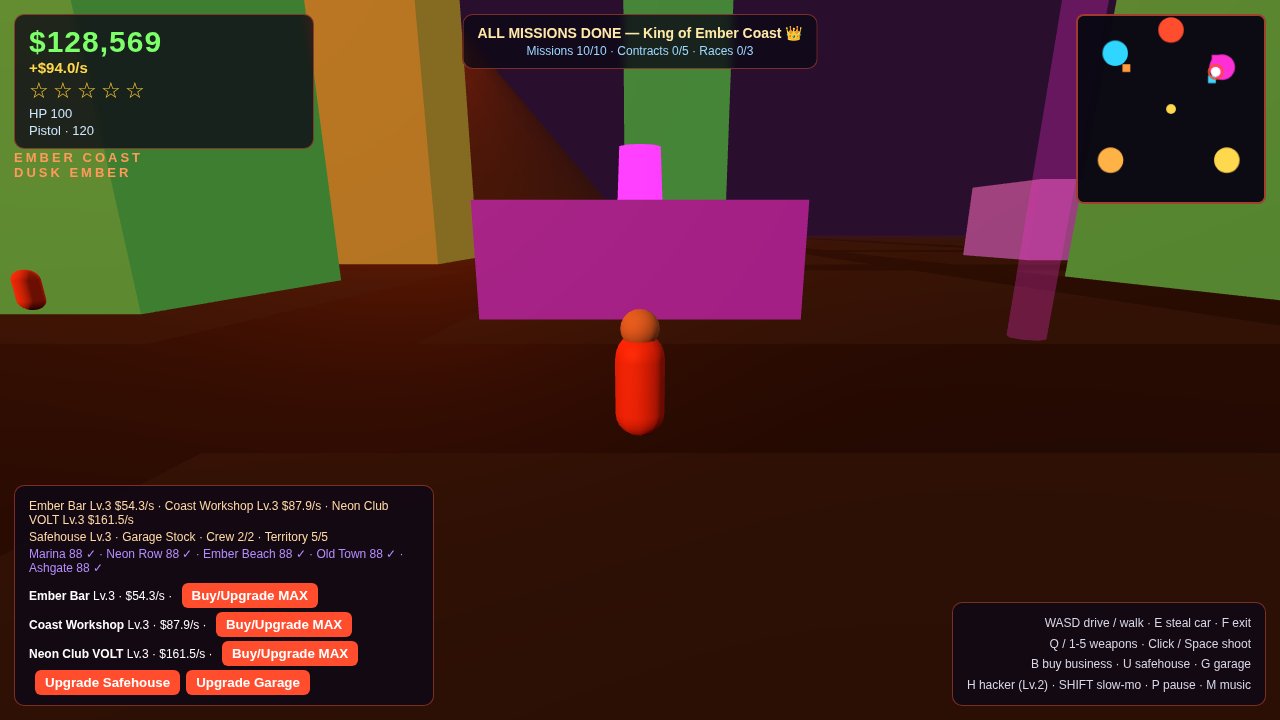 $128,569
+$94.0/s
☆☆☆☆☆
HP 100
Pistol · 120
EMBER COAST
DUSK EMBER
ALL MISSIONS DONE — King of Ember Coast 👑
Missions 10/10 · Contracts 0/5 · Races 0/3
Ember Bar Lv.3 $54.3/s · Coast Workshop Lv.3 $87.9/s · Neon Club
VOLT Lv.3 $161.5/s
Safehouse Lv.3 · Garage Stock · Crew 2/2 · Territory 5/5
Marina 88 ✓ · Neon Row 88 ✓ · Ember Beach 88 ✓ · Old Town 88 ✓ ·
Ashgate 88 ✓
Ember Bar Lv.3 · $54.3/s · Buy/Upgrade MAX
Coast Workshop Lv.3 · $87.9/s · Buy/Upgrade MAX
Neon Club VOLT Lv.3 · $161.5/s · Buy/Upgrade MAX
Upgrade Safehouse Upgrade Garage
WASD drive / walk · E steal car · F exit
Q / 1-5 weapons · Click / Space shoot
B buy business · U safehouse · G garage
H hacker (Lv.2) · SHIFT slow-mo · P pause · M music